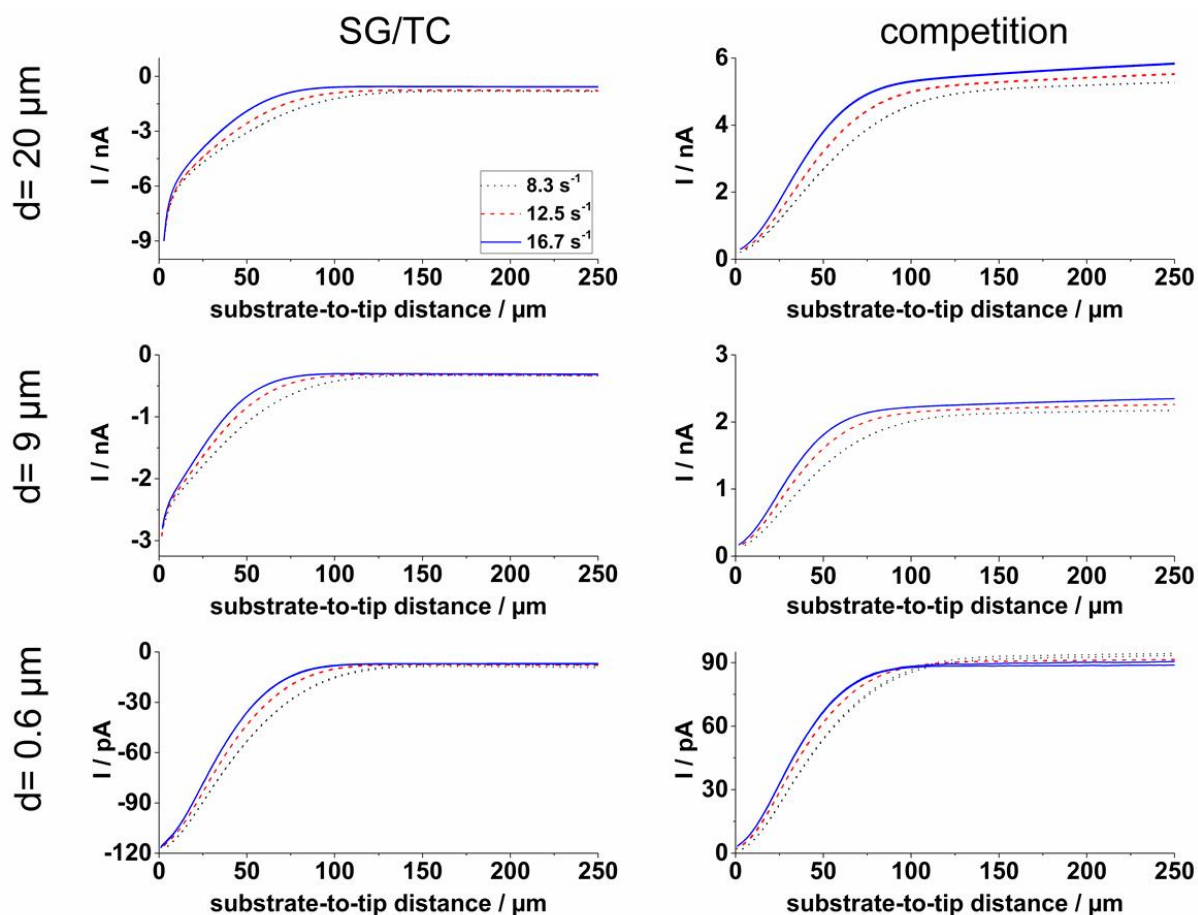 SG/TC
competition
d= 20 µm
I / nA
0
-3
-6
-9
8.3 s-1
12.5 s-1
16.7 s-1
0 50 100 150 200 250
substrate-to-tip distance / µm
I / nA
6
4
2
0
0 50 100 150 200 250
substrate-to-tip distance / µm
d= 9 µm
I / nA
0
-1
-2
-3
0 50 100 150 200 250
substrate-to-tip distance / µm
I / nA
3
2
1
0
0 50 100 150 200 250
substrate-to-tip distance / µm
d= 0.6 µm
I / pA
0
-30
-60
-90
-120
0 50 100 150 200 250
substrate-to-tip distance / µm
I / pA
90
60
30
0
0 50 100 150 200 250
substrate-to-tip distance / µm